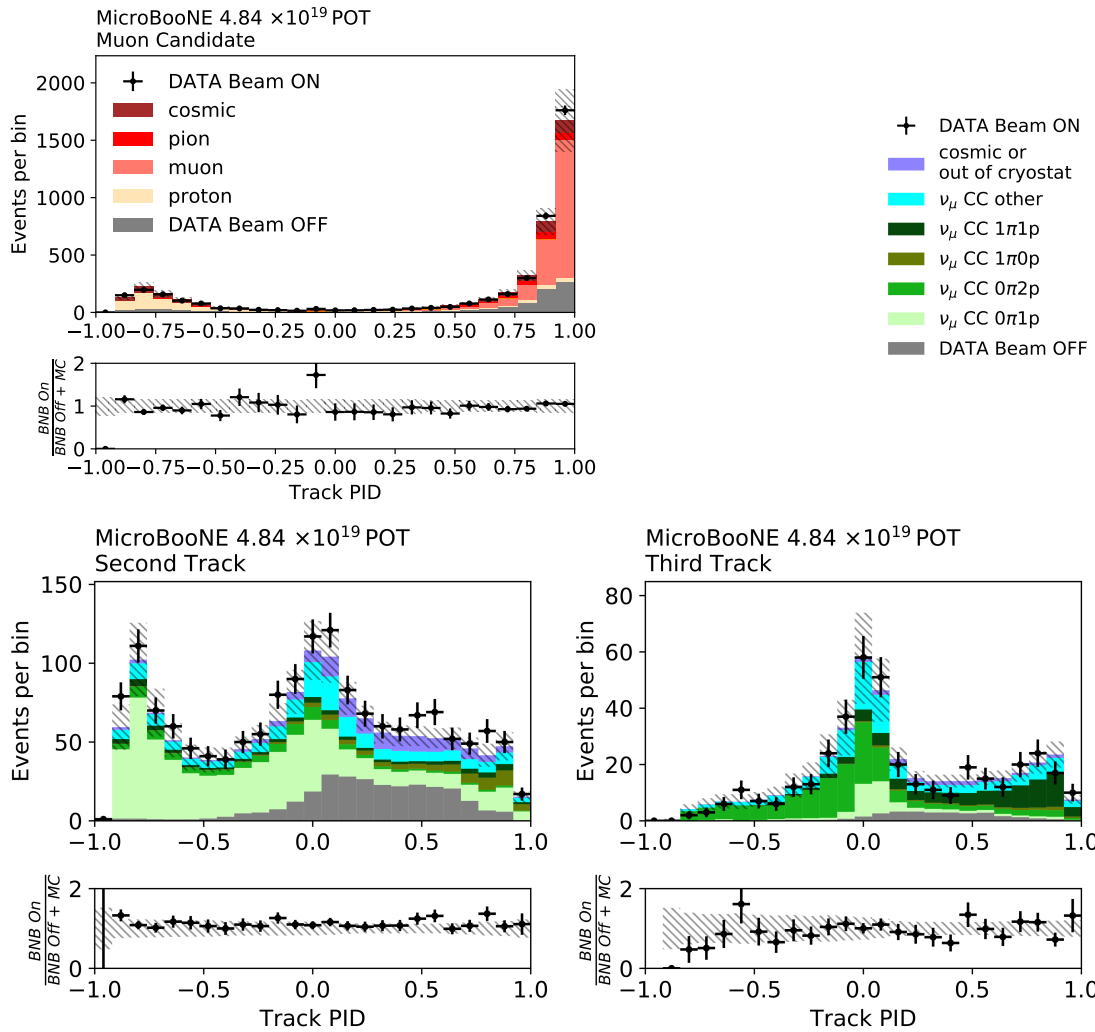 MicroBooNE 4.84 ×10¹⁹ POT
Muon Candidate
Events per bin
2000
1500
1000
500
0
DATA Beam ON
cosmic
pion
muon
proton
DATA Beam OFF
−1.00 −0.75 −0.50 −0.25 0.00 0.25 0.50 0.75 1.00
BNB On
BNB Off + MC
2
1
0
−1.00 −0.75 −0.50 −0.25 0.00 0.25 0.50 0.75 1.00
Track PID
DATA Beam ON
cosmic or
out of cryostat
νμ CC other
νμ CC 1π1p
νμ CC 1π0p
νμ CC 0π2p
νμ CC 0π1p
DATA Beam OFF
MicroBooNE 4.84 ×10¹⁹ POT
Second Track
Events per bin
150
100
50
0
−1.0 −0.5 0.0 0.5 1.0
BNB On
BNB Off + MC
2
0
−1.0 −0.5 0.0 0.5 1.0
Track PID
MicroBooNE 4.84 ×10¹⁹ POT
Third Track
Events per bin
80
60
40
20
0
−1.0 −0.5 0.0 0.5 1.0
BNB On
BNB Off + MC
2
0
−1.0 −0.5 0.0 0.5 1.0
Track PID